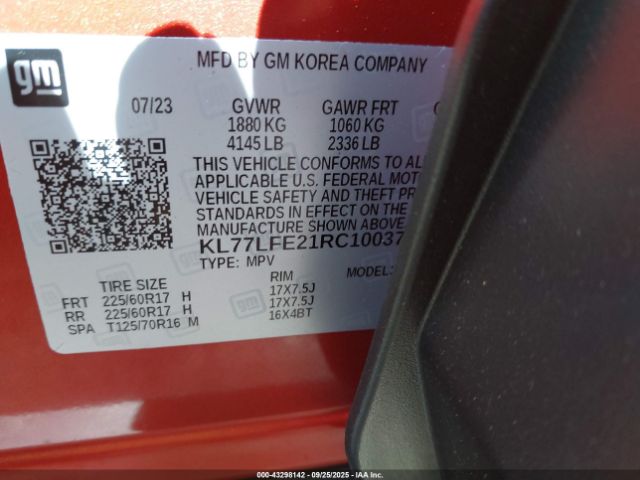 gm
MFD BY GM KOREA COMPANY
07/23 GVWR GAWR FRT
1880 KG 1060 KG
4145 LB 2336 LB
THIS VEHICLE CONFORMS TO AL
APPLICABLE U.S. FEDERAL MOT
VEHICLE SAFETY AND THEFT PR
STANDARDS IN EFFECT ON THE
MANUFACTURE SHOWN ABOVE
KL77LFE21RC10037
TYPE: MPV MODEL:
TIRE SIZE RIM
FRT 225/60R17 H 17X7.5J
RR 225/60R17 H 17X7.5J
SPA T125/70R16 M 16X4BT
000-43298142 - 09/25/2025 - COPYRIGHT IAA, LLC.